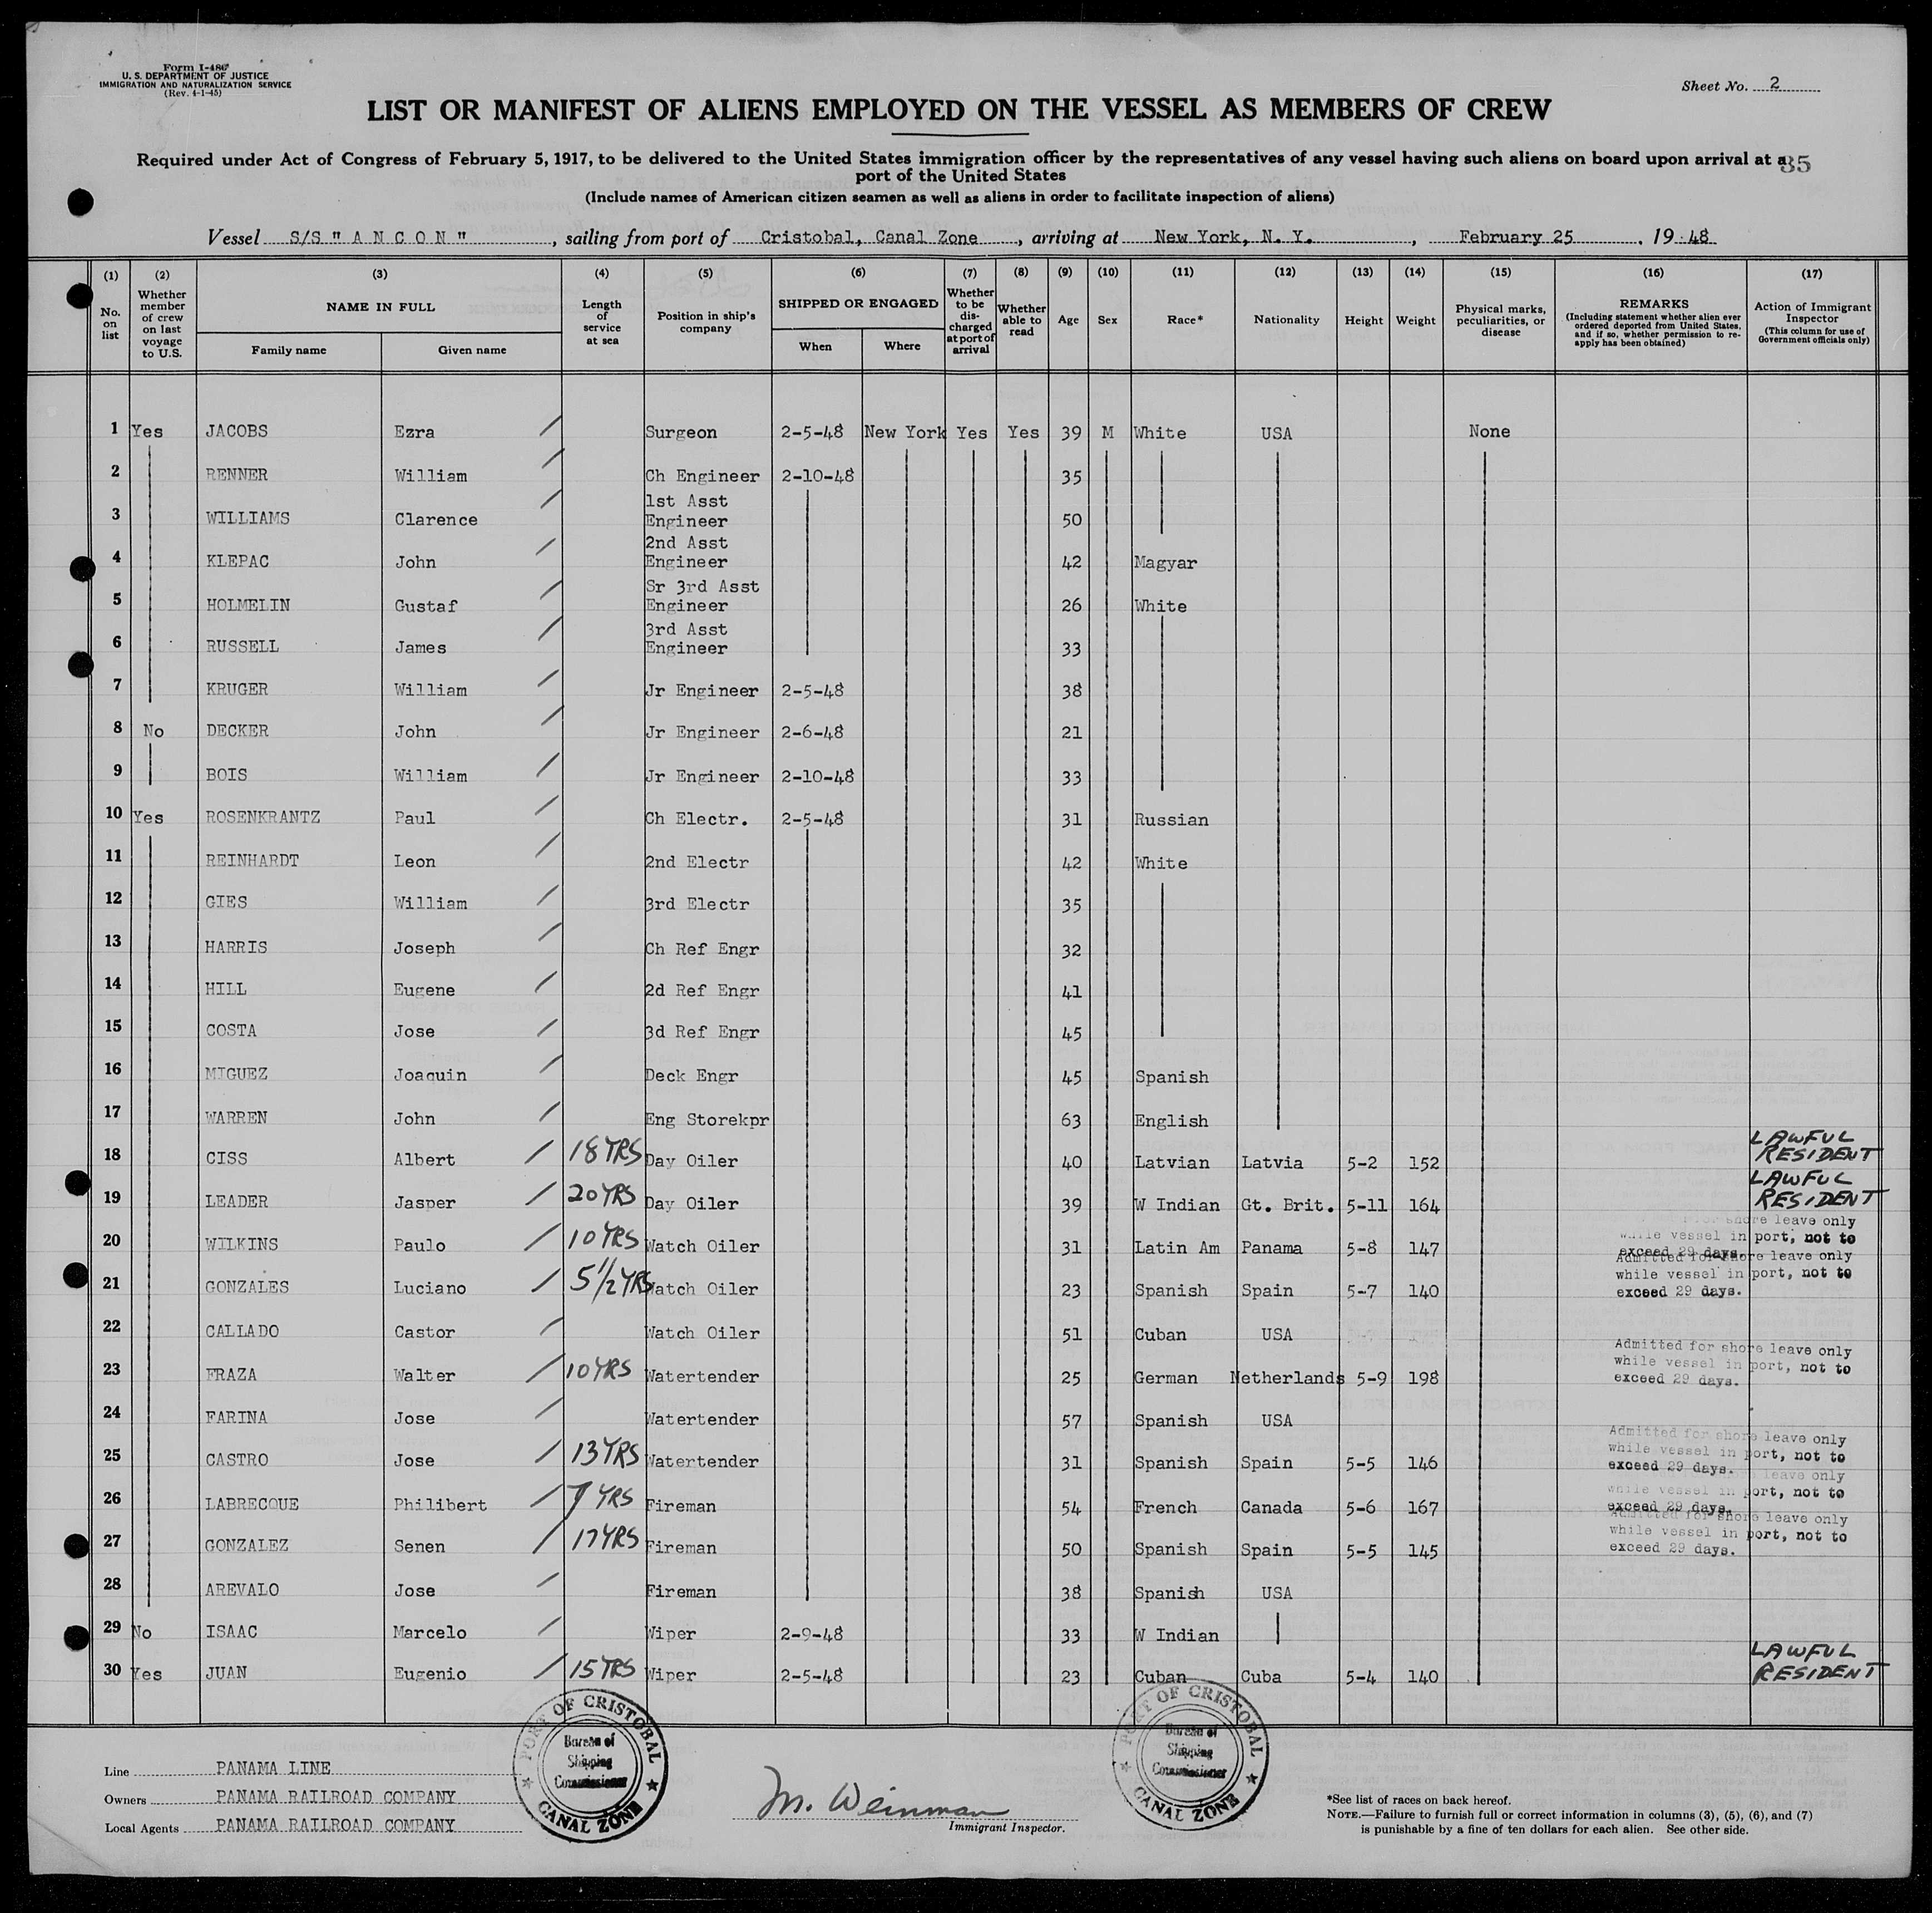 Form I-486
U. S. DEPARTMENT OF JUSTICE
IMMIGRATION AND NATURALIZATION SERVICE
(Rev. 4-1-45)
Sheet No. 2
LIST OR MANIFEST OF ALIENS EMPLOYED ON THE VESSEL AS MEMBERS OF CREW
Required under Act of Congress of February 5, 1917, to be delivered to the United States immigration officer by the representatives of any vessel having such aliens on board upon arrival at a
port of the United States
35
(Include names of American citizen seamen as well as aliens in order to facilitate inspection of aliens)
Vessel S/S "ANCON", sailing from port of Cristobal, Canal Zone, arriving at New York, N. Y., February 25, 1948
(1) (2) (3) (4) (5) (6) (7) (8) (9) (10) (11) (12) (13) (14) (15) (16) (17)
No. on list
Whether member of crew on last voyage to U.S.
NAME IN FULL
Family name
Given name
Length of service at sea
Position in ship's company
SHIPPED OR ENGAGED
When
Where
Whether to be discharged at port of arrival
Whether able to read
Age
Sex
Race*
Nationality
Height
Weight
Physical marks, peculiarities, or disease
REMARKS
(Including statement whether alien ever ordered deported from United States, and if so, whether permission to re-apply has been obtained)
Action of Immigrant Inspector
(This column for use of Government officials only)
1 Yes JACOBS Ezra Surgeon 2-5-48 New York Yes Yes 39 M White USA None
2 RENNER William Ch Engineer 2-10-48 35
3 WILLIAMS Clarence 1st Asst Engineer 50
4 KLEPAC John 2nd Asst Engineer 42 Magyar
5 HOLMELIN Gustaf Sr 3rd Asst Engineer 26 White
6 RUSSELL James 3rd Asst Engineer 33
7 KRUGER William Jr Engineer 2-5-48 38
8 No DECKER John Jr Engineer 2-6-48 21
9 BOIS William Jr Engineer 2-10-48 33
10 Yes ROSENKRANTZ Paul Ch Electr. 2-5-48 31 Russian
11 REINHARDT Leon 2nd Electr 42 White
12 GIES William 3rd Electr 35
13 HARRIS Joseph Ch Ref Engr 32
14 HILL Eugene 2d Ref Engr 41
15 COSTA Jose 3d Ref Engr 45
16 MIGUEZ Joaquin Deck Engr 45 Spanish
17 WARREN John Eng Storekpr 63 English
18 CISS Albert 18 YRS Day Oiler 40 Latvian Latvia 5-2 152 LAWFUL RESIDENT
19 LEADER Jasper 20 YRS Day Oiler 39 W Indian Gt. Brit. 5-11 164 LAWFUL RESIDENT
20 WILKINS Paulo 10 YRS Watch Oiler 31 Latin Am Panama 5-8 147 shore leave only while vessel in port, not to exceed 29 days.
21 GONZALES Luciano 5 1/2 YRS Watch Oiler 23 Spanish Spain 5-7 140 Admitted for shore leave only while vessel in port, not to exceed 29 days.
22 CALLADO Castor Watch Oiler 51 Cuban USA
23 FRAZA Walter 10 YRS Watertender 25 German Netherlands 5-9 198 Admitted for shore leave only while vessel in port, not to exceed 29 days.
24 FARINA Jose Watertender 57 Spanish USA
25 CASTRO Jose 13 YRS Watertender 31 Spanish Spain 5-5 146 Admitted for shore leave only while vessel in port, not to exceed 29 days.
26 LABRECQUE Philibert 7 YRS Fireman 54 French Canada 5-6 167 leave only while vessel in port, not to exceed 29 days.
27 GONZALEZ Senen 17 YRS Fireman 50 Spanish Spain 5-5 145 Admitted for shore leave only while vessel in port, not to exceed 29 days.
28 AREVALO Jose Fireman 38 Spanish USA
29 No ISAAC Marcelo Wiper 2-9-48 33 W Indian
30 Yes JUAN Eugenio 15 YRS Wiper 2-5-48 23 Cuban Cuba 5-4 140 LAWFUL RESIDENT
Line PANAMA LINE
Owners PANAMA RAILROAD COMPANY
Local Agents PANAMA RAILROAD COMPANY
PORT OF CRISTOBAL
Bureau of
Shipping
Commissioner
CANAL ZONE
M. Weinman
Immigrant Inspector.
PORT OF CRISTOBAL
Bureau of
Shipping
Commissioner
CANAL ZONE
*See list of races on back hereof.
NOTE.—Failure to furnish full or correct information in columns (3), (5), (6), and (7)
is punishable by a fine of ten dollars for each alien. See other side.